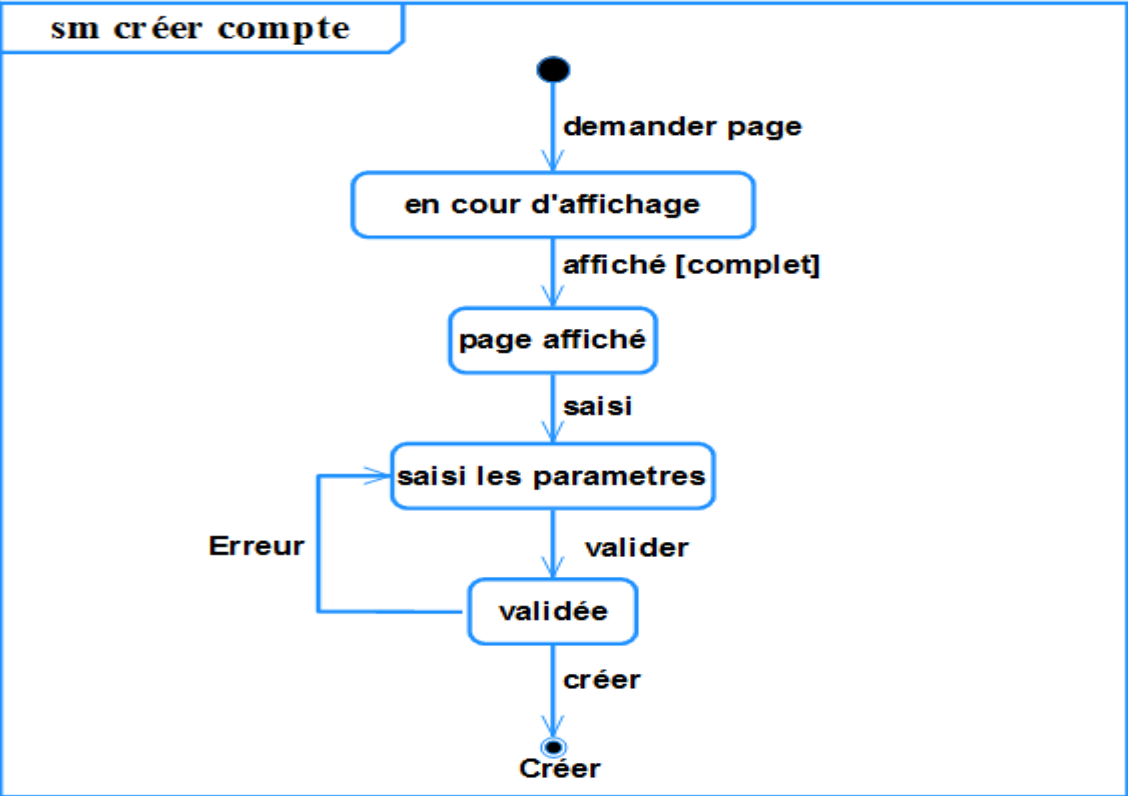 sm créer compte
demander page
en cour d'affichage
affiché [complet]
page affiché
saisi
saisi les parametres
Erreur
valider
validée
créer
Créer